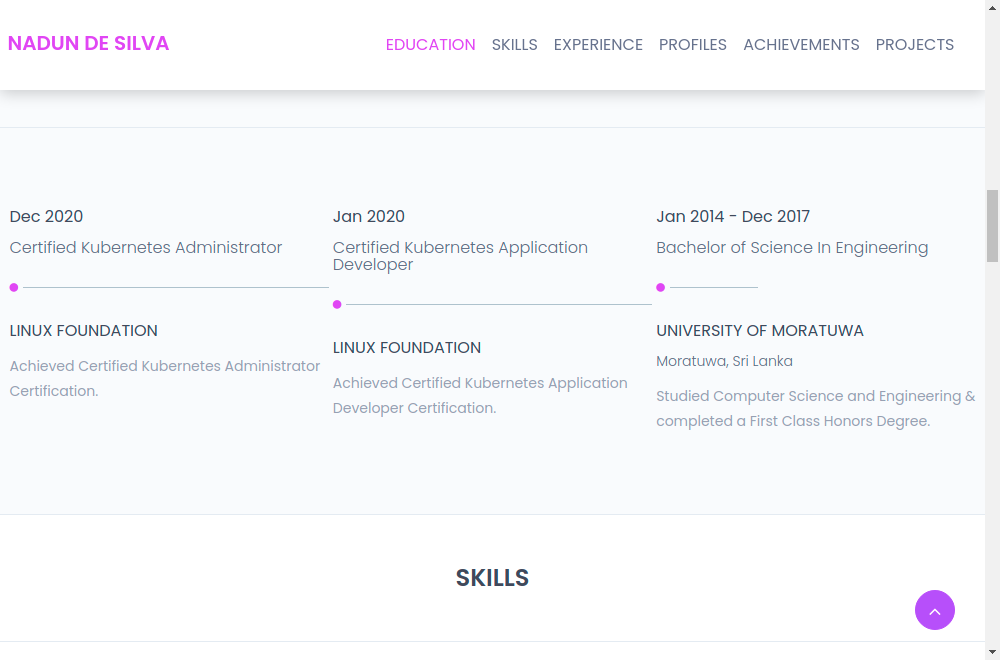 NADUN DE SILVA
EDUCATION SKILLS EXPERIENCE PROFILES ACHIEVEMENTS PROJECTS
Dec 2020
Certified Kubernetes Administrator
LINUX FOUNDATION
Achieved Certified Kubernetes Administrator
Certification.
Jan 2020
Certified Kubernetes Application
Developer
LINUX FOUNDATION
Achieved Certified Kubernetes Application
Developer Certification.
Jan 2014 - Dec 2017
Bachelor of Science In Engineering
UNIVERSITY OF MORATUWA
Moratuwa, Sri Lanka
Studied Computer Science and Engineering &
completed a First Class Honors Degree.
SKILLS